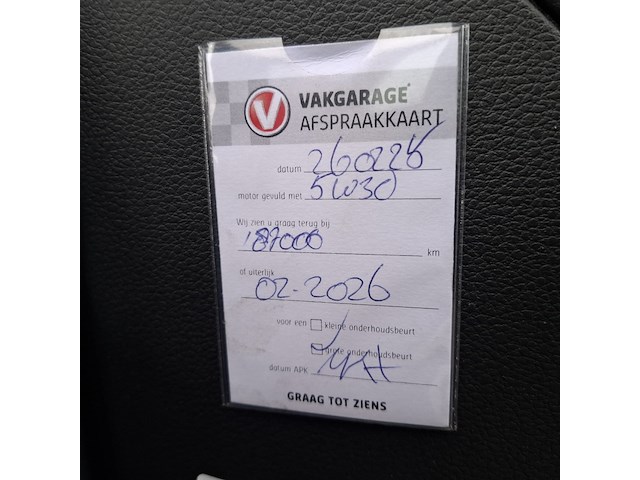 V VAKGARAGE
AFSPRAAKKAART
datum 260225
motor gevuld met 5W30
Wij zien u graag terug bij
km
of uiterlijk
02-2026
voor een kleine onderhoudsbeurt
grote onderhoudsbeurt
datum APK
GRAAG TOT ZIENS